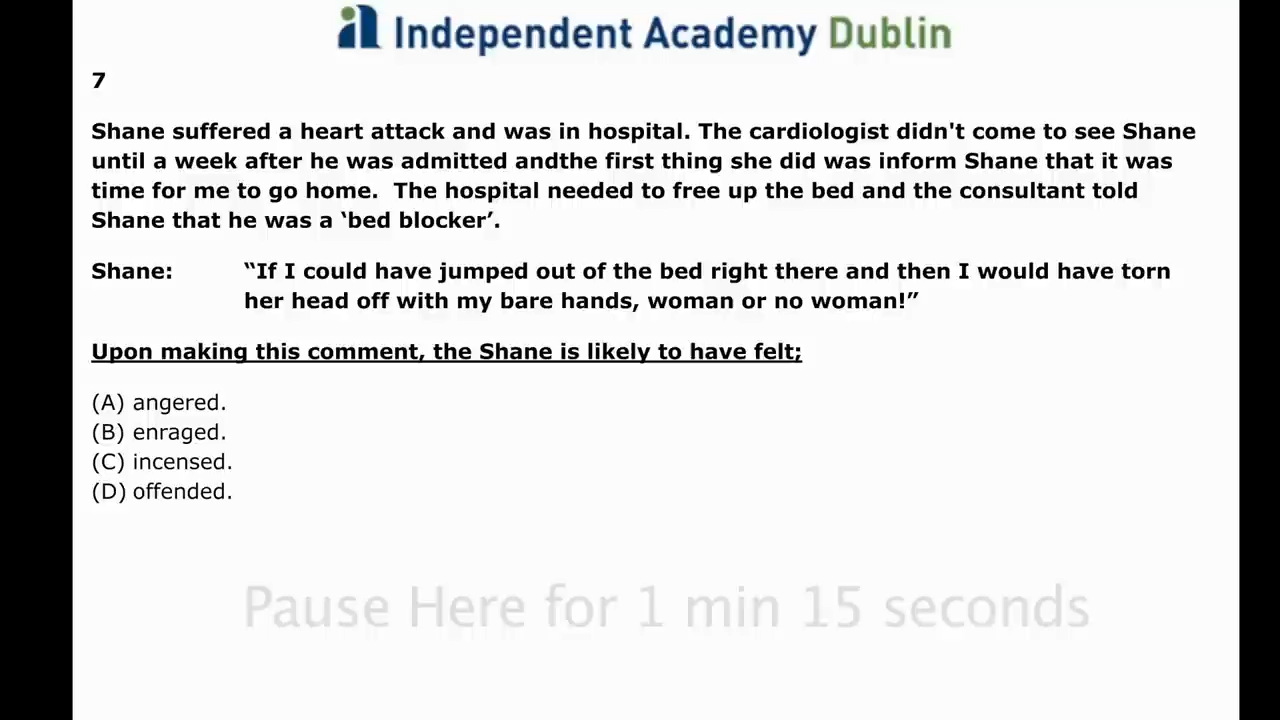 Independent Academy Dublin
7
Shane suffered a heart attack and was in hospital. The cardiologist didn't come to see Shane
until a week after he was admitted andthe first thing she did was inform Shane that it was
time for me to go home.  The hospital needed to free up the bed and the consultant told
Shane that he was a ‘bed blocker’.
Shane: “If I could have jumped out of the bed right there and then I would have torn
her head off with my bare hands, woman or no woman!”
Upon making this comment, the Shane is likely to have felt;
(A) angered.
(B) enraged.
(C) incensed.
(D) offended.
Pause Here for 1 min 15 seconds